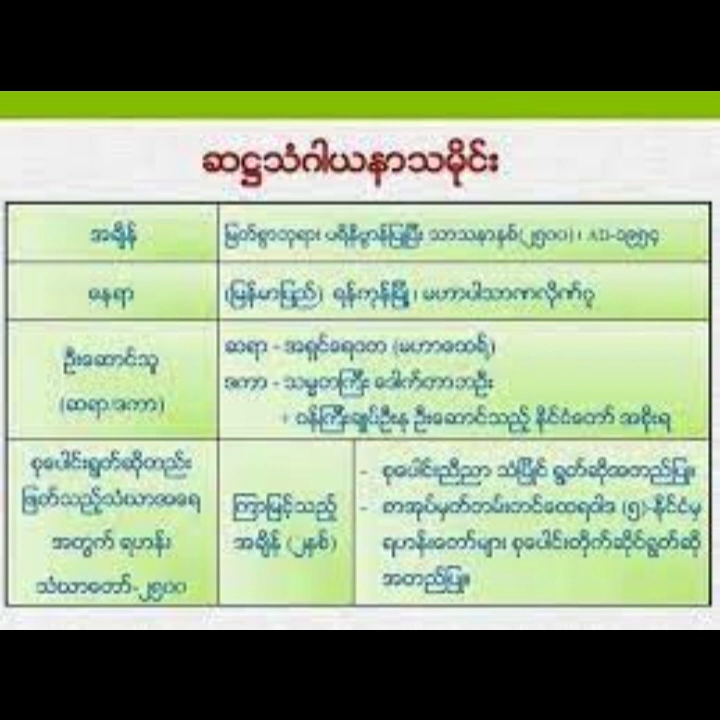 ဆဋ္ဌသံဂါယနာသမိုင်း
အချိန်
မြတ်စွာဘုရား ပရိနိဗ္ဗာန်ပြုပြီး သာသနာနှစ်(၂၅၀၀)၊ AD-၁၉၅၄
နေရာ
(မြန်မာပြည်) ရန်ကုန်မြို့၊ မဟာပါသာဏလိုဏ်ဂူ
ဦးဆောင်သူ
(ဆရာ/ဒကာ)
ဆရာ - အရှင်ရေဝတ (မဟာထေရ်)
ဒကာ - သမ္မတကြီး ဒေါက်တာဘဦး
+ ဝန်ကြီးချုပ်ဦးနု ဦးဆောင်သည့် နိုင်ငံတော် အစိုးရ
စုပေါင်းရွတ်ဆိုတည်း
ဖြတ်သည့်သံဃာအရေ
အတွက် ရဟန်း
သံဃာတော်-၂၅၀၀
ကြာမြင့်သည့်
အချိန် (၂နှစ်)
- စုပေါင်းညီညာ သံပြိုင် ရွတ်ဆိုအတည်ပြု။
- စာအုပ်မှတ်တမ်းတင်ထေရဝါဒ (၅)-နိုင်ငံမှ
ရဟန်းတော်များ စုပေါင်းတိုက်ဆိုင်ရွတ်ဆို
အတည်ပြု။